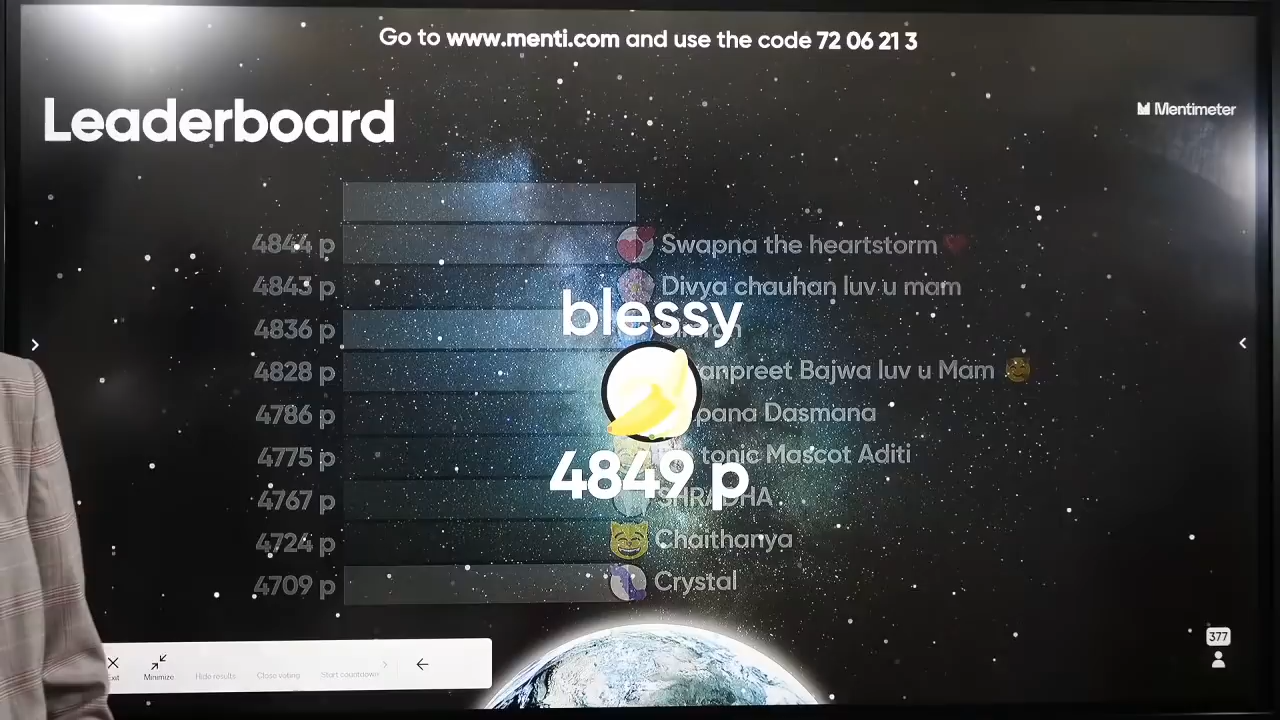 Go to www.menti.com and use the code 72 06 21 3
Leaderboard
Mentimeter
4844 p Swapna the heartstorm
4843 p Divya chauhan luv u mam
blessy
4836 p
4828 p anpreet Bajwa luv u Mam
4786 p pana Dasmana
4775 p tonic Mascot Aditi
4849 p
4767 p SHRADHA
4724 p Chaithanya
4709 p Crystal
377
Exit Minimize Hide results Close voting Start countdown